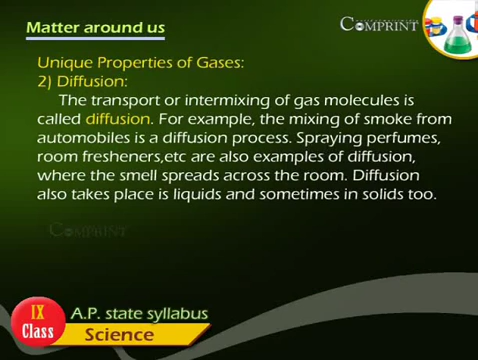 Matter around us
COMPRINT
Unique Properties of Gases:
2) Diffusion:
The transport or intermixing of gas molecules is
called diffusion. For example, the mixing of smoke from
automobiles is a diffusion process. Spraying perfumes,
room fresheners,etc are also examples of diffusion,
where the smell spreads across the room. Diffusion
also takes place is liquids and sometimes in solids too.
COMPRINT
IX
Class
A.P. state syllabus
Science